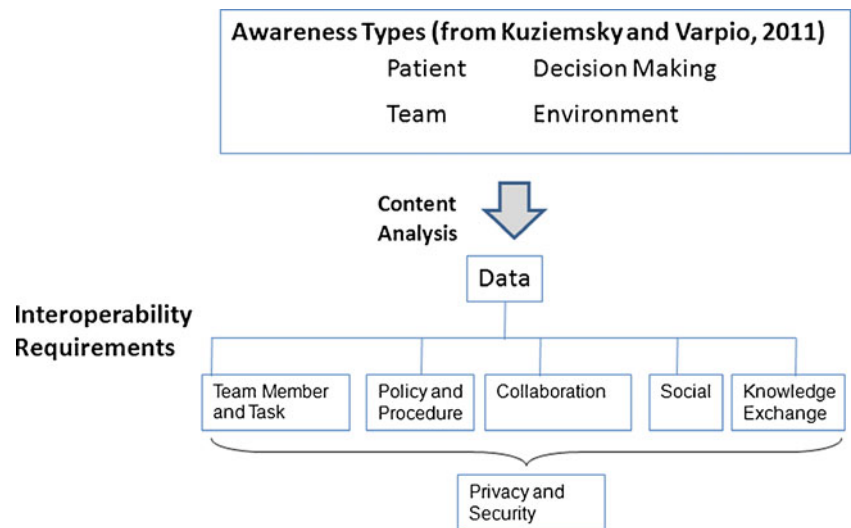 Awareness Types (from Kuziemsky and Varpio, 2011)
Patient Decision Making
Team Environment
Content
Analysis
Data
Interoperability
Requirements
Team Member
and Task
Policy and
Procedure
Collaboration
Social
Knowledge
Exchange
Privacy and
Security